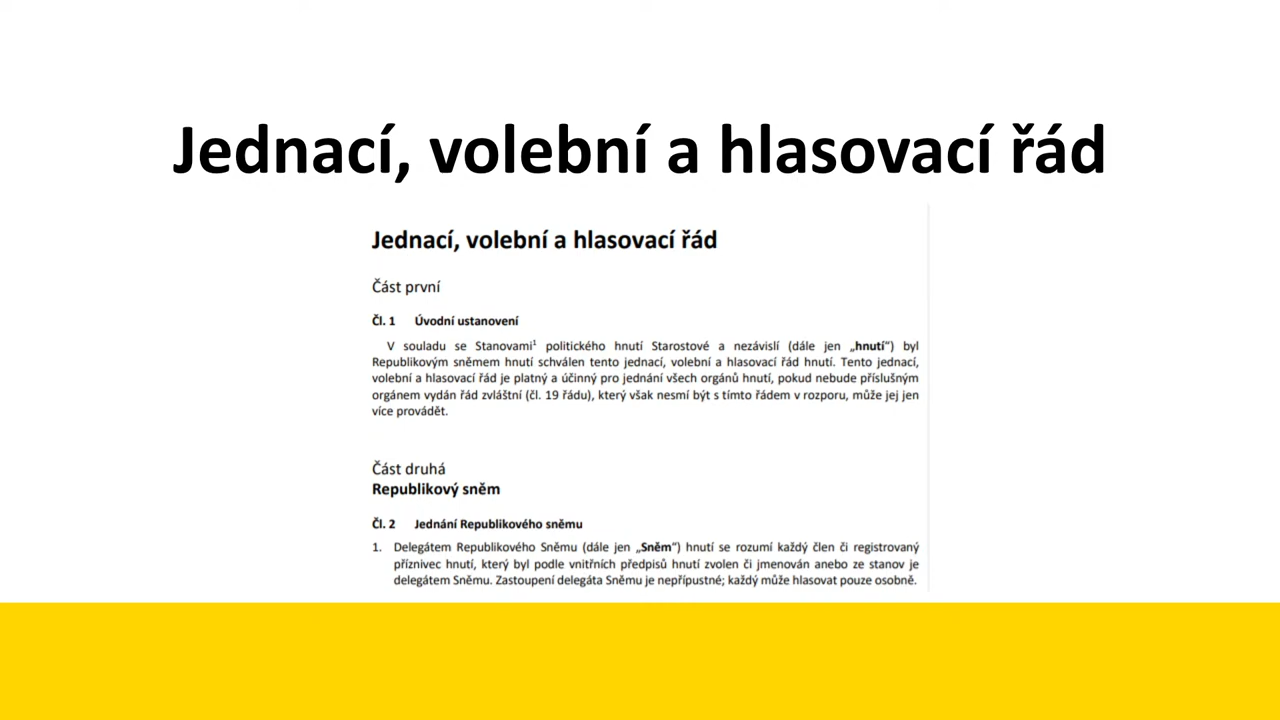 Jednací, volební a hlasovací řád
Jednací, volební a hlasovací řád
Část první
Čl. 1 Úvodní ustanovení
V souladu se Stanovami¹ politického hnutí Starostové a nezávislí (dále jen „hnutí“) byl
Republikovým sněmem hnutí schválen tento jednací, volební a hlasovací řád hnutí. Tento jednací,
volební a hlasovací řád je platný a účinný pro jednání všech orgánů hnutí, pokud nebude příslušným
orgánem vydán řád zvláštní (čl. 19 řádu), který však nesmí být s tímto řádem v rozporu, může jej jen
více provádět.
Část druhá
Republikový sněm
Čl. 2 Jednání Republikového sněmu
1. Delegátem Republikového Sněmu (dále jen „Sněm“) hnutí se rozumí každý člen či registrovaný
příznivec hnutí, který byl podle vnitřních předpisů hnutí zvolen či jmenován anebo ze stanov je
delegátem Sněmu. Zastoupení delegáta Sněmu je nepřípustné; každý může hlasovat pouze osobně.